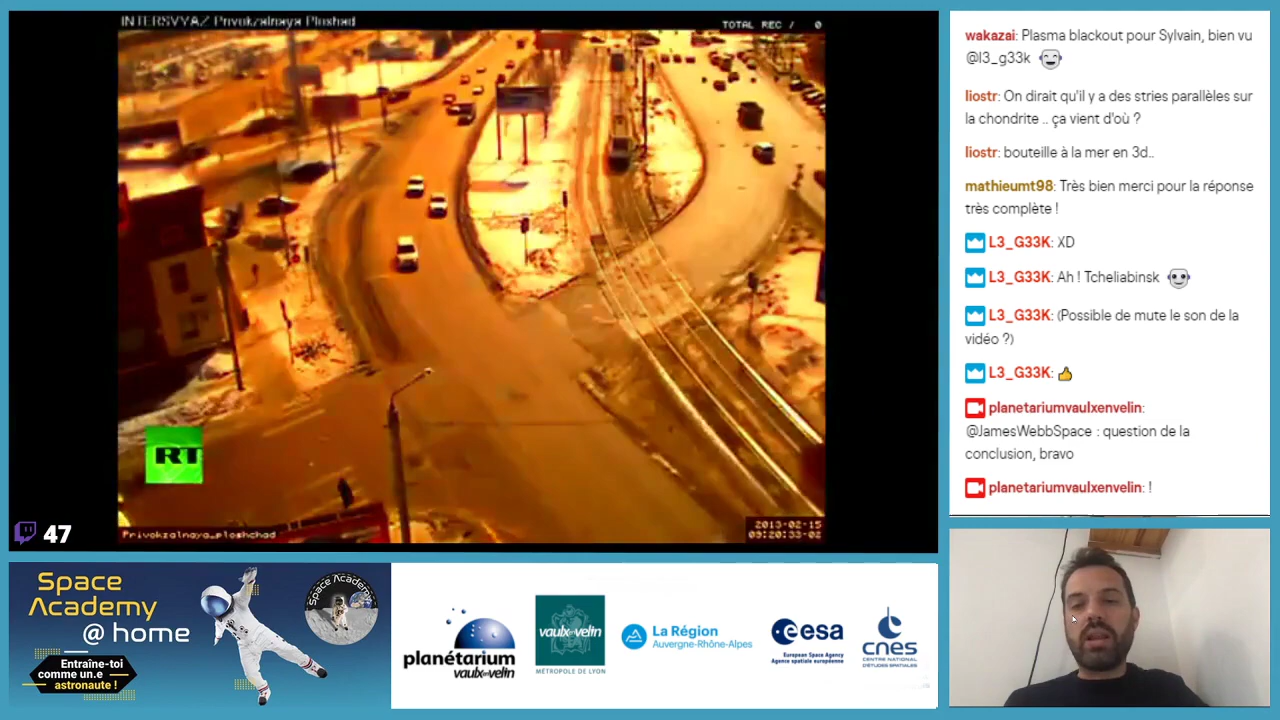 INTERSVYAZ Privokzalnaya Ploshad
TOTAL REC / 0
RT
Privokzalnaya_ploshchad
2013-02-15
09:20:33-02
47
wakazai: Plasma blackout pour Sylvain, bien vu
@l3_g33k
liostr: On dirait qu'il y a des stries parallèles sur
la chondrite .. ça vient d'où ?
liostr: bouteille à la mer en 3d..
mathieumt98: Très bien merci pour la réponse
très complète !
L3_G33K: XD
L3_G33K: Ah ! Tcheliabinsk
L3_G33K: (Possible de mute le son de la
vidéo ?)
L3_G33K: 👍
planetariumvaulxenvelin:
@JamesWebbSpace : question de la
conclusion, bravo
planetariumvaulxenvelin: !
Space
Academy
@ home
Entraîne-toi
comme un.e
astronaute !
Space Academy
planétarium
vaulx en velin
vaulx en velin
MÉTROPOLE DE LYON
La Région
Auvergne-Rhône-Alpes
esa
European Space Agency
Agence spatiale européenne
cnes
CENTRE NATIONAL
D'ÉTUDES SPATIALES